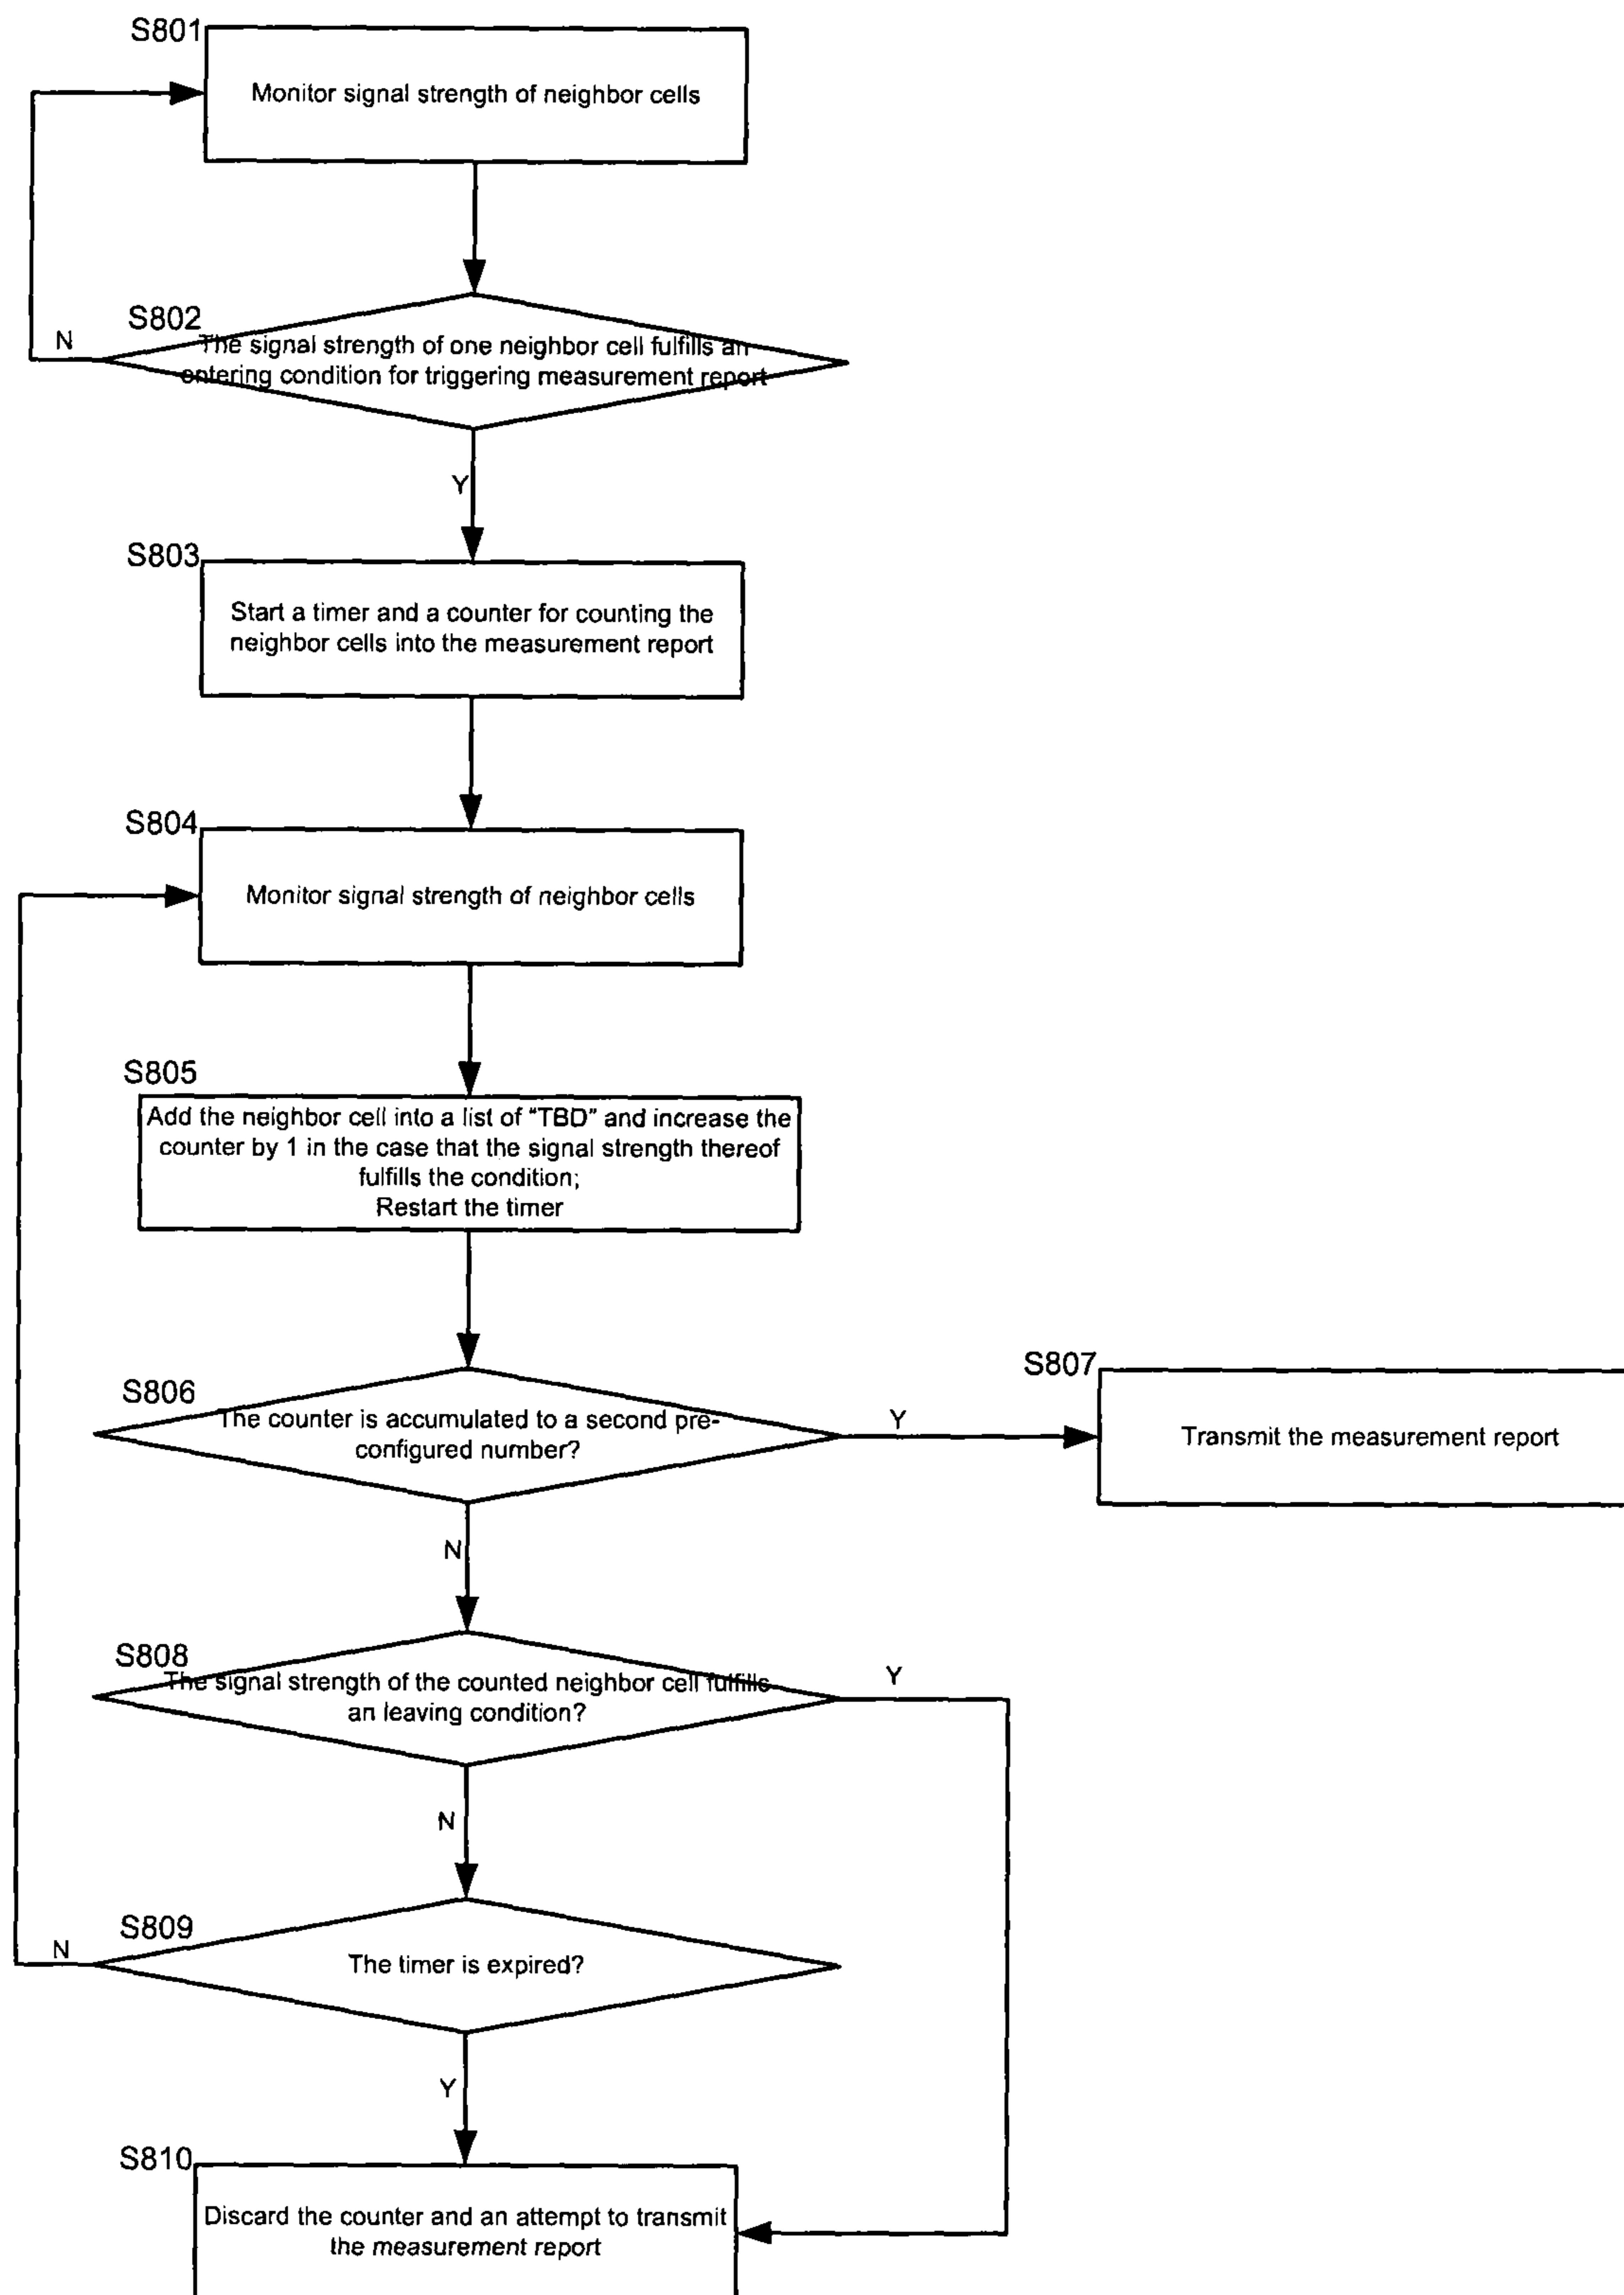 S801
Monitor signal strength of neighbor cells
S802
N
The signal strength of one neighbor cell fulfills an
entering condition for triggering measurement report
Y
S803
Start a timer and a counter for counting the
neighbor cells into the measurement report
S804
Monitor signal strength of neighbor cells
S805
Add the neighbor cell into a list of "TBD" and increase the
counter by 1 in the case that the signal strength thereof
fulfills the condition;
Restart the timer
S806
The counter is accumulated to a second pre-
configured number?
Y
S807
Transmit the measurement report
N
S808
The signal strength of the counted neighbor cell fulfills
an leaving condition?
Y
N
S809
N
The timer is expired?
Y
S810
Discard the counter and an attempt to transmit
the measurement report